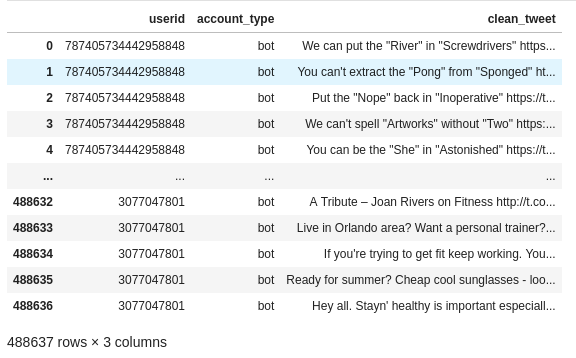 userid account_type clean_tweet
0 787405734442958848 bot We can put the "River" in "Screwdrivers" https...
1 787405734442958848 bot You can't extract the "Pong" from "Sponged" ht...
2 787405734442958848 bot Put the "Nope" back in "Inoperative" https://t...
3 787405734442958848 bot We can't spell "Artworks" without "Two" https:...
4 787405734442958848 bot You can be the "She" in "Astonished" https://t...
... ... ... ...
488632 3077047801 bot A Tribute – Joan Rivers on Fitness http://t.co...
488633 3077047801 bot Live in Orlando area? Want a personal trainer?...
488634 3077047801 bot If you're trying to get fit keep working. You...
488635 3077047801 bot Ready for summer? Cheap cool sunglasses - loo...
488636 3077047801 bot Hey all. Stayn' healthy is important especiall...
488637 rows × 3 columns